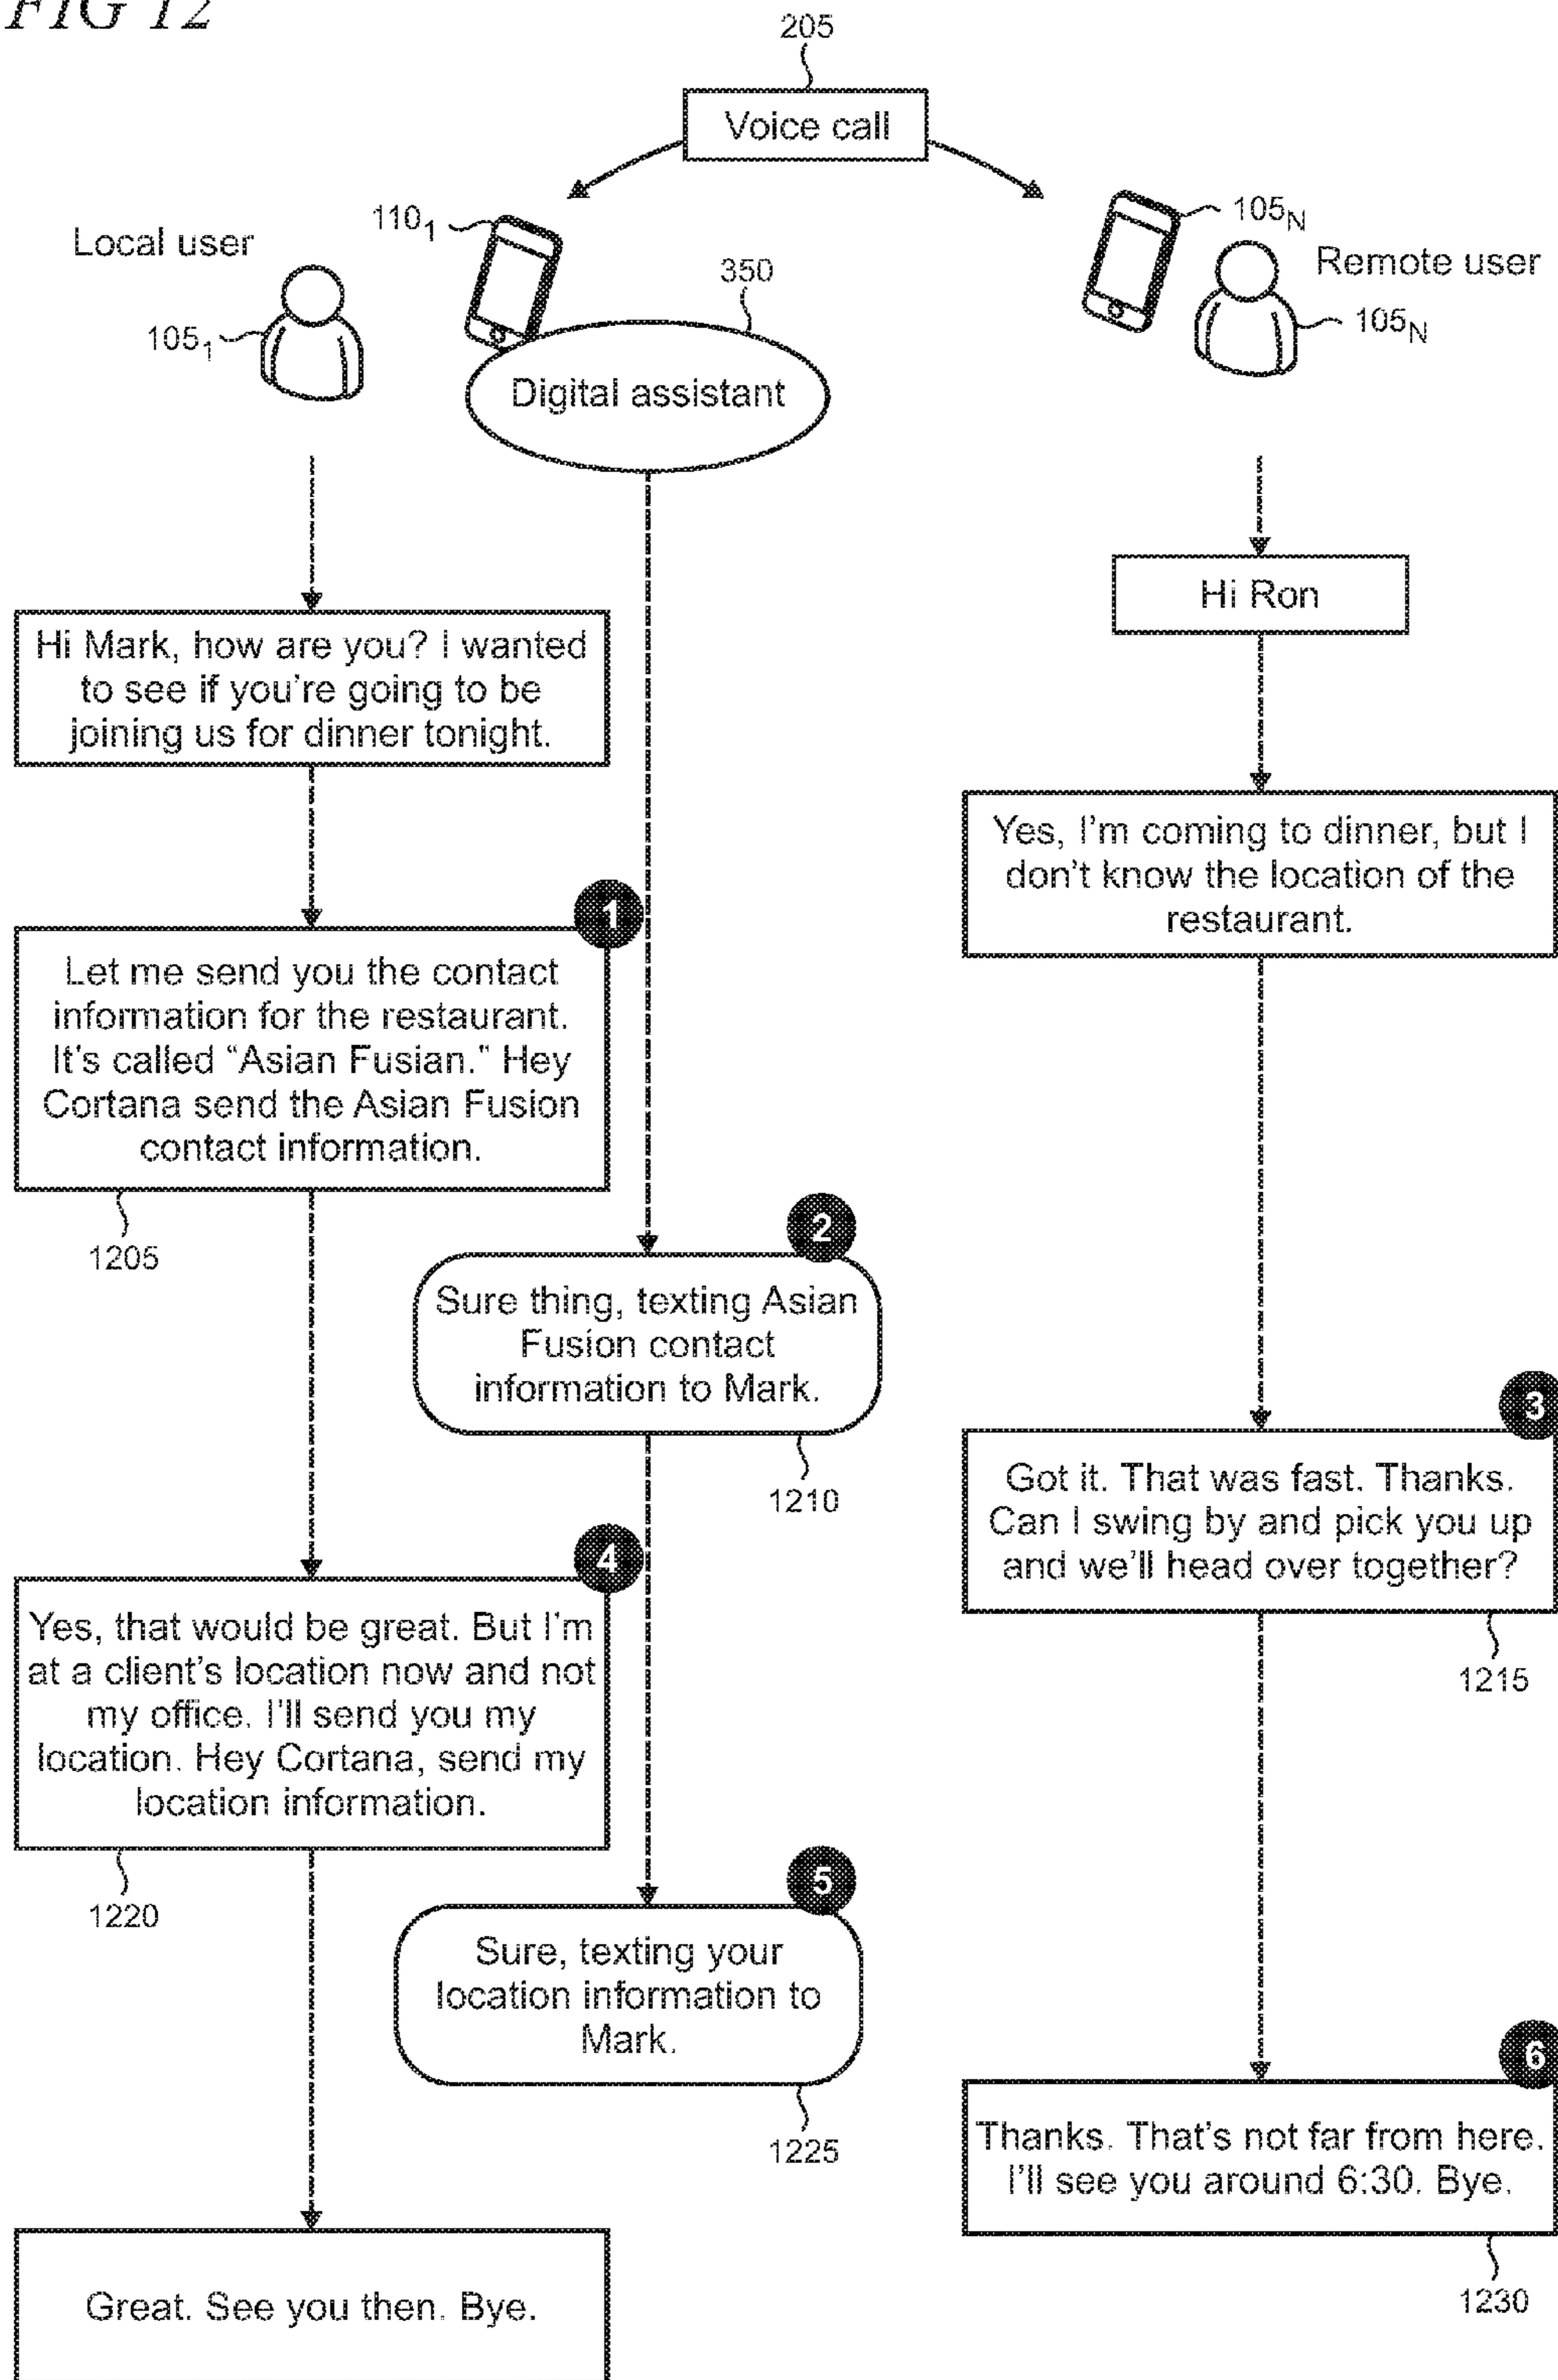 FIG 12
205
Voice call
110₁
105N
Local user
Remote user
350
105₁
105N
Digital assistant
Hi Ron
Hi Mark, how are you? I wanted
to see if you're going to be
joining us for dinner tonight.
Yes, I'm coming to dinner, but I
don't know the location of the
restaurant.
1
Let me send you the contact
information for the restaurant.
It's called “Asian Fusian.” Hey
Cortana send the Asian Fusion
contact information.
1205
2
Sure thing, texting Asian
Fusion contact
information to Mark.
1210
3
Got it. That was fast. Thanks.
Can I swing by and pick you up
and we'll head over together?
1215
4
Yes, that would be great. But I'm
at a client's location now and not
my office. I'll send you my
location. Hey Cortana, send my
location information.
1220
5
Sure, texting your
location information to
Mark.
1225
6
Thanks. That's not far from here.
I'll see you around 6:30. Bye.
1230
Great. See you then. Bye.